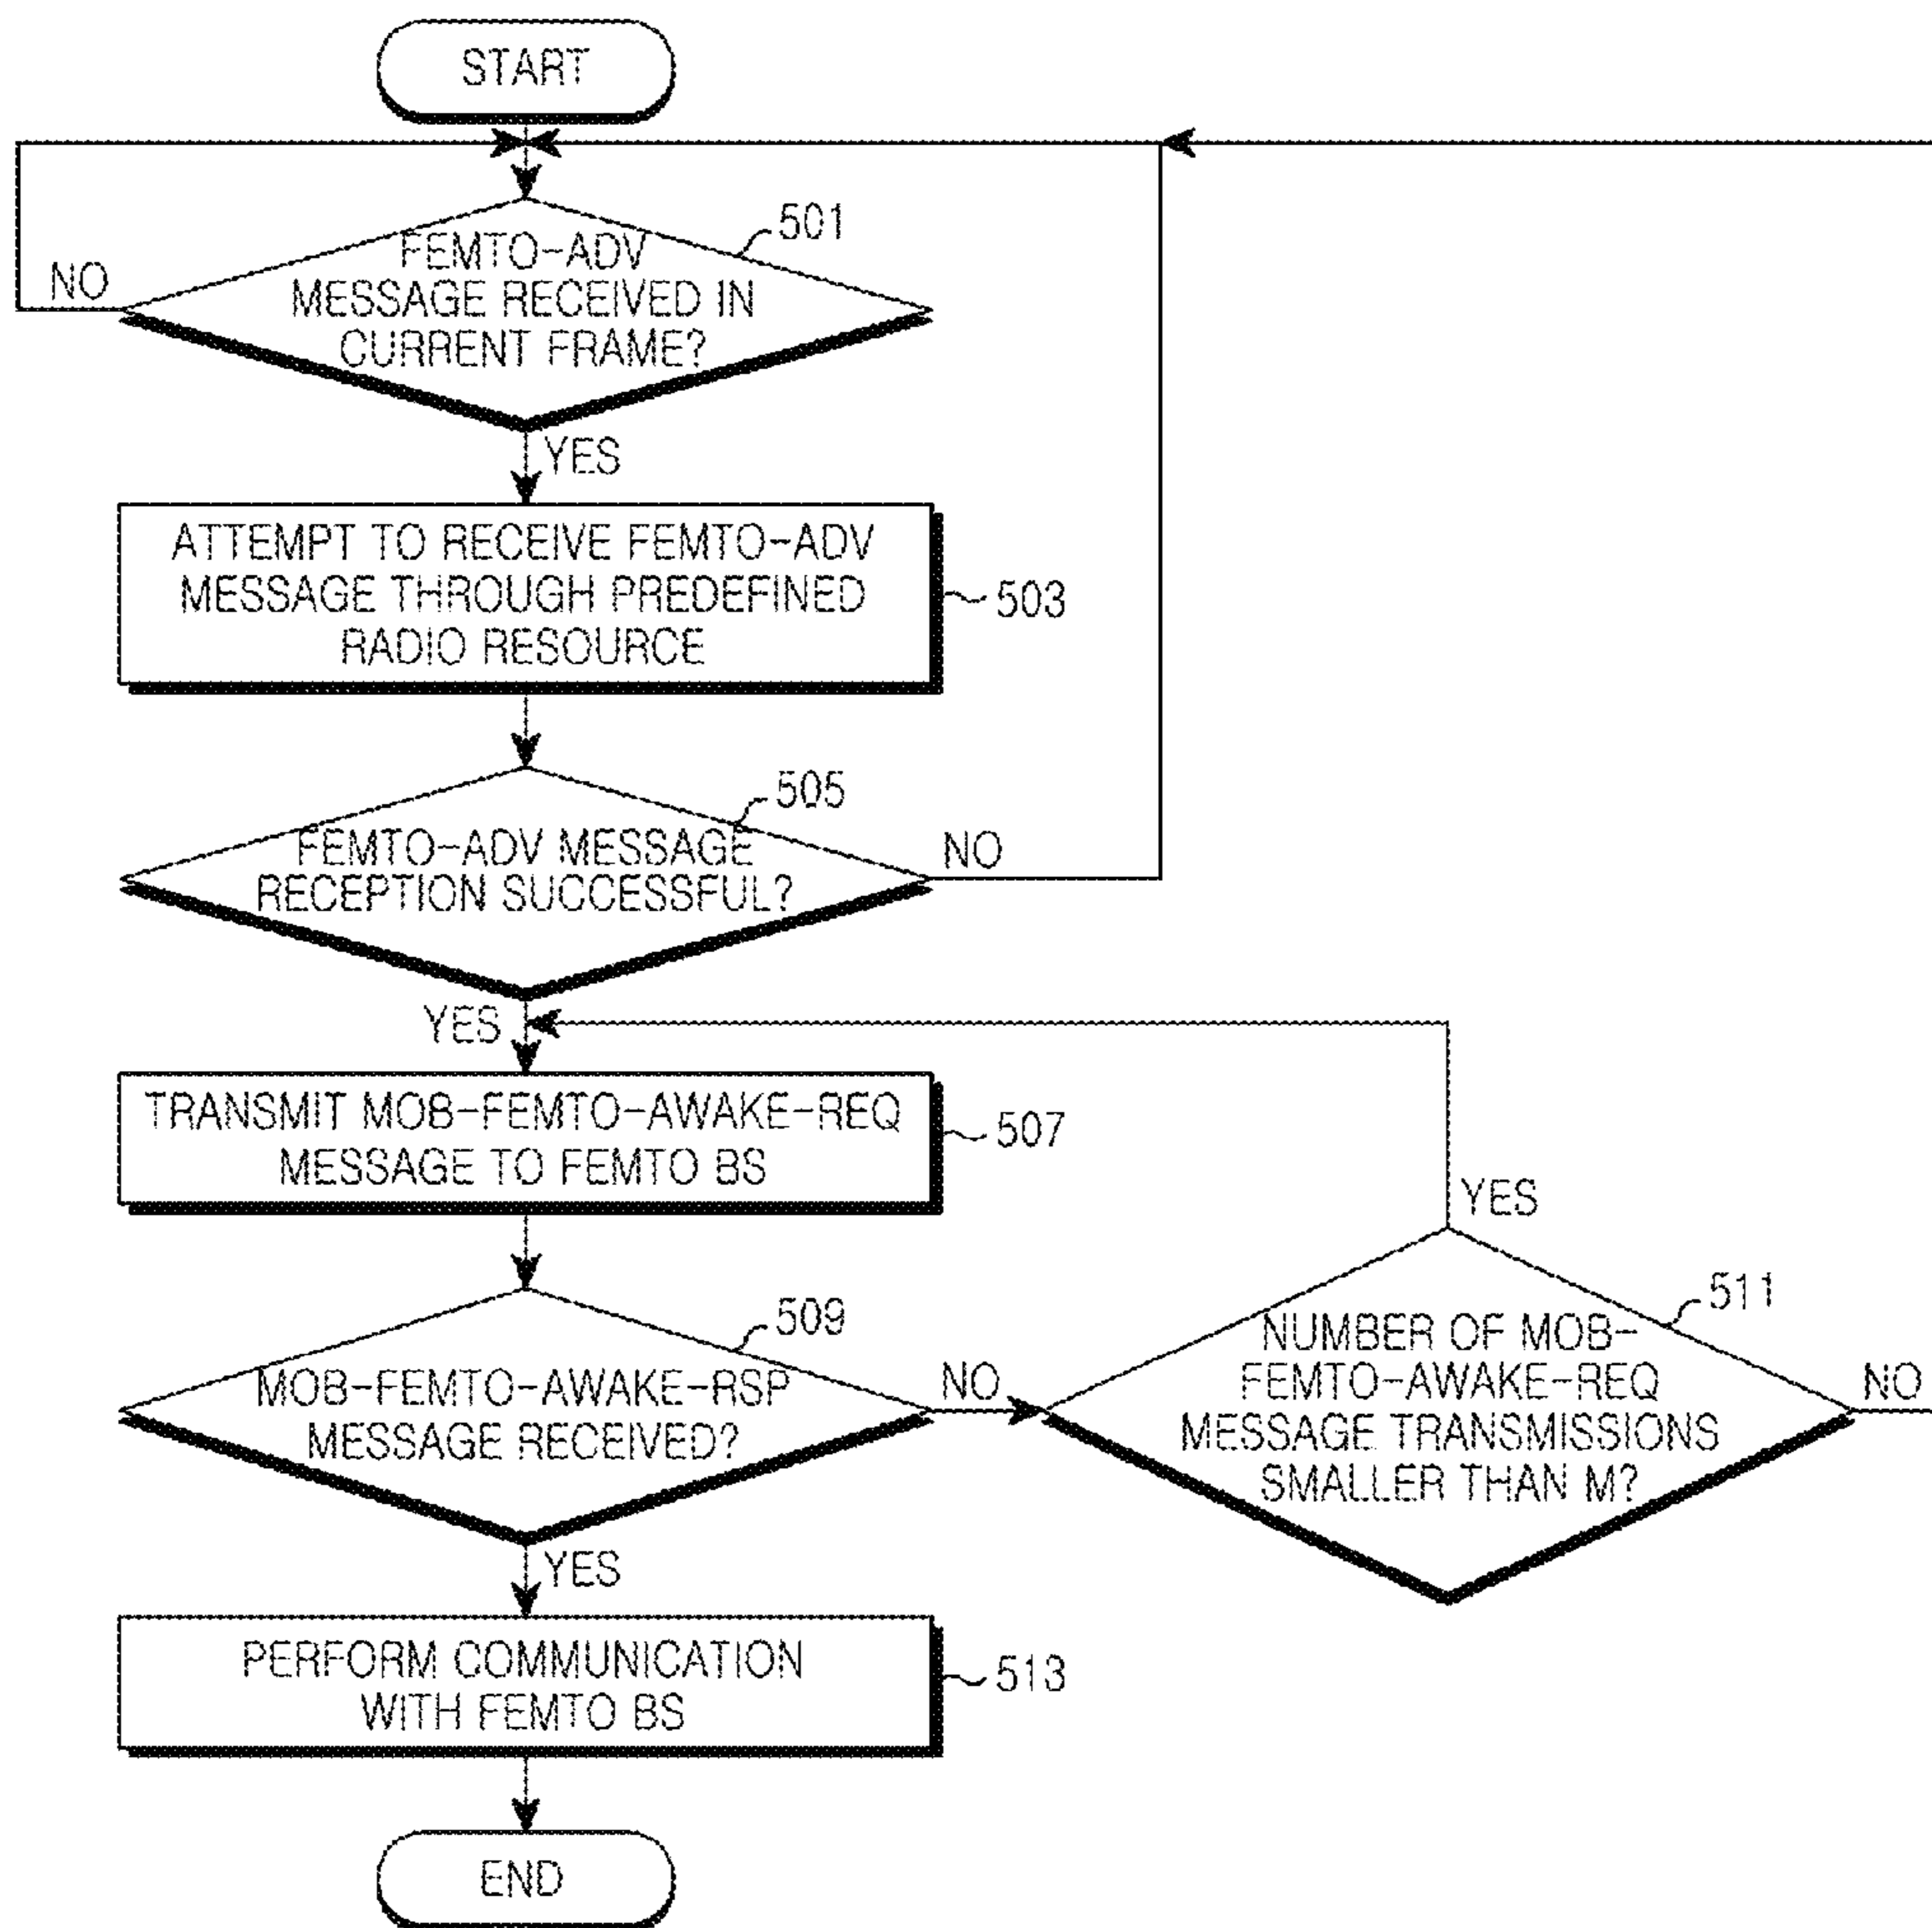 START
501
FEMTO-ADV
MESSAGE RECEIVED IN
CURRENT FRAME?
NO
YES
ATTEMPT TO RECEIVE FEMTO-ADV
MESSAGE THROUGH PREDEFINED
RADIO RESOURCE
503
505
FEMTO-ADV MESSAGE
RECEPTION SUCCESSFUL?
NO
YES
TRANSMIT MOB-FEMTO-AWAKE-REQ
MESSAGE TO FEMTO BS
507
509
MOB-FEMTO-AWAKE-RSP
MESSAGE RECEIVED?
NO
YES
511
NUMBER OF MOB-
FEMTO-AWAKE-REQ
MESSAGE TRANSMISSIONS
SMALLER THAN M?
NO
YES
PERFORM COMMUNICATION
WITH FEMTO BS
513
END